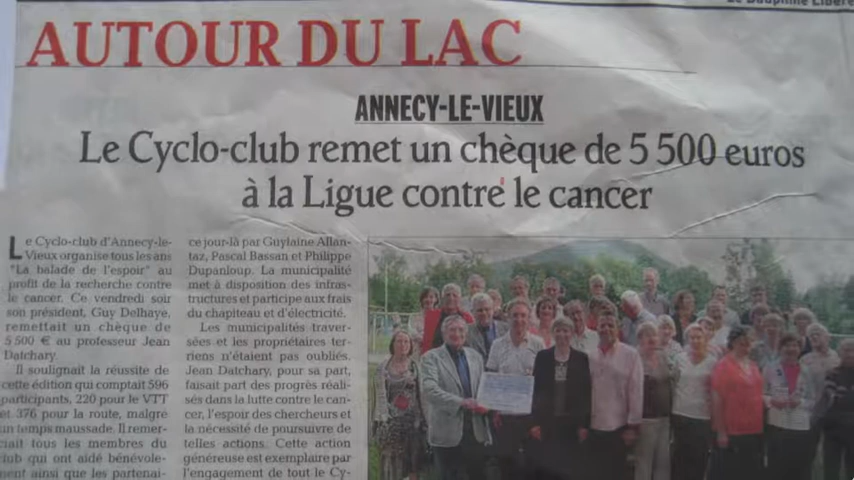 Le Dauphiné Libéré
AUTOUR DU LAC
ANNECY-LE-VIEUX
Le Cyclo-club remet un chèque de 5 500 euros
à la Ligue contre le cancer
Le Cyclo-club d'Annecy-le-
Vieux organise tous les ans
"La balade de l'espoir" au
profit de la recherche contre
le cancer. Ce vendredi soir
son président, Guy Delhaye,
remettait un chèque de
5 500 € au professeur Jean
Datchary.
Il soulignait la réussite de
cette édition qui comptait 596
participants, 220 pour le VTT
et 376 pour la route, malgré
un temps maussade. Il remer-
ciait tous les membres du
club qui ont aidé bénévole-
ment ainsi que les partenai-
ce jour-là par Guylaine Allan-
taz, Pascal Bassan et Philippe
Dupanloup. La municipalité
met à disposition des infras-
tructures et participe aux frais
du chapiteau et d'électricité.
Les municipalités traver-
sées et les propriétaires ter-
riens n'étaient pas oubliés.
Jean Datchary, pour sa part,
faisait part des progrès réali-
sés dans la lutte contre le can-
cer, l'espoir des chercheurs et
la nécessité de poursuivre de
telles actions. Cette action
généreuse est exemplaire par
l'engagement de tout le Cy-